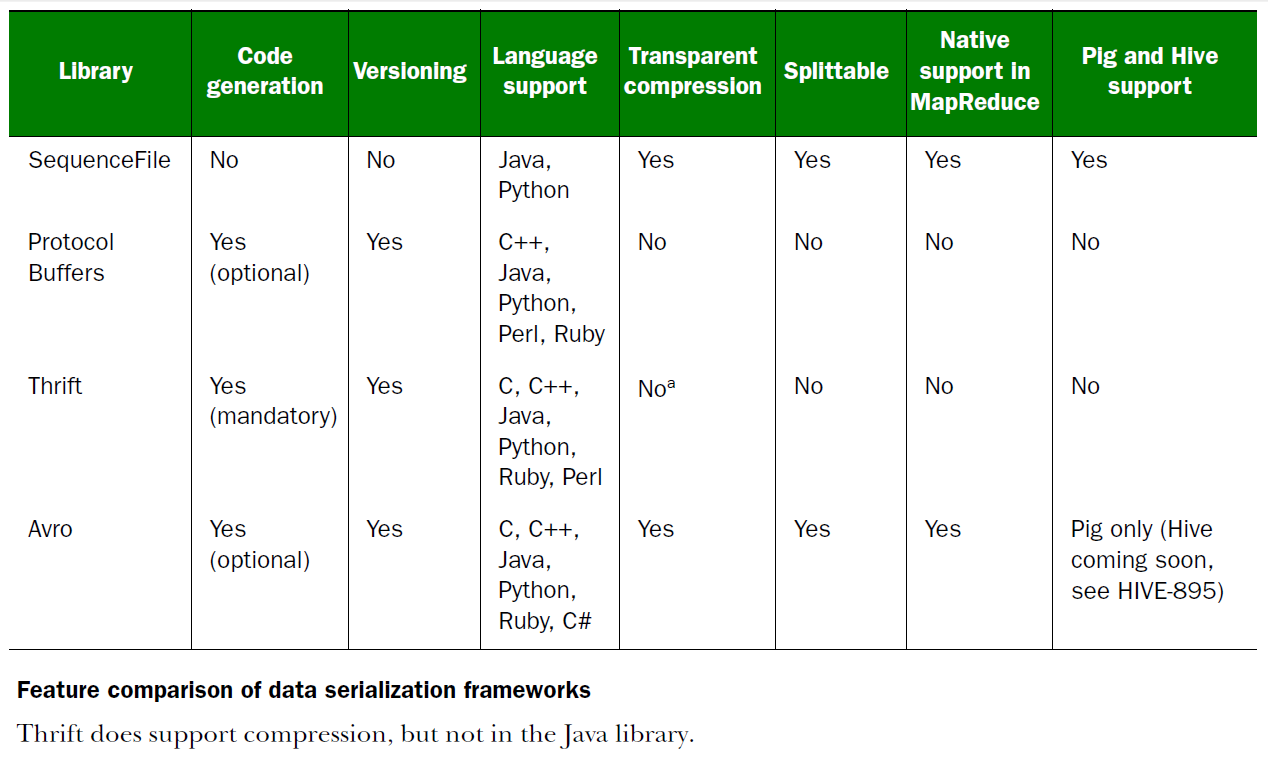 Library
Code
generation
Versioning
Language
support
Transparent
compression
Splittable
Native
support in
MapReduce
Pig and Hive
support
SequenceFile
No
No
Java,
Python
Yes
Yes
Yes
Yes
Protocol
Buffers
Yes
(optional)
Yes
C++,
Java,
Python,
Perl, Ruby
No
No
No
No
Thrift
Yes
(mandatory)
Yes
C, C++,
Java,
Python,
Ruby, Perl
Noª
No
No
No
Avro
Yes
(optional)
Yes
C, C++,
Java,
Python,
Ruby, C#
Yes
Yes
Yes
Pig only (Hive
coming soon,
see HIVE-895)
Feature comparison of data serialization frameworks
Thrift does support compression, but not in the Java library.